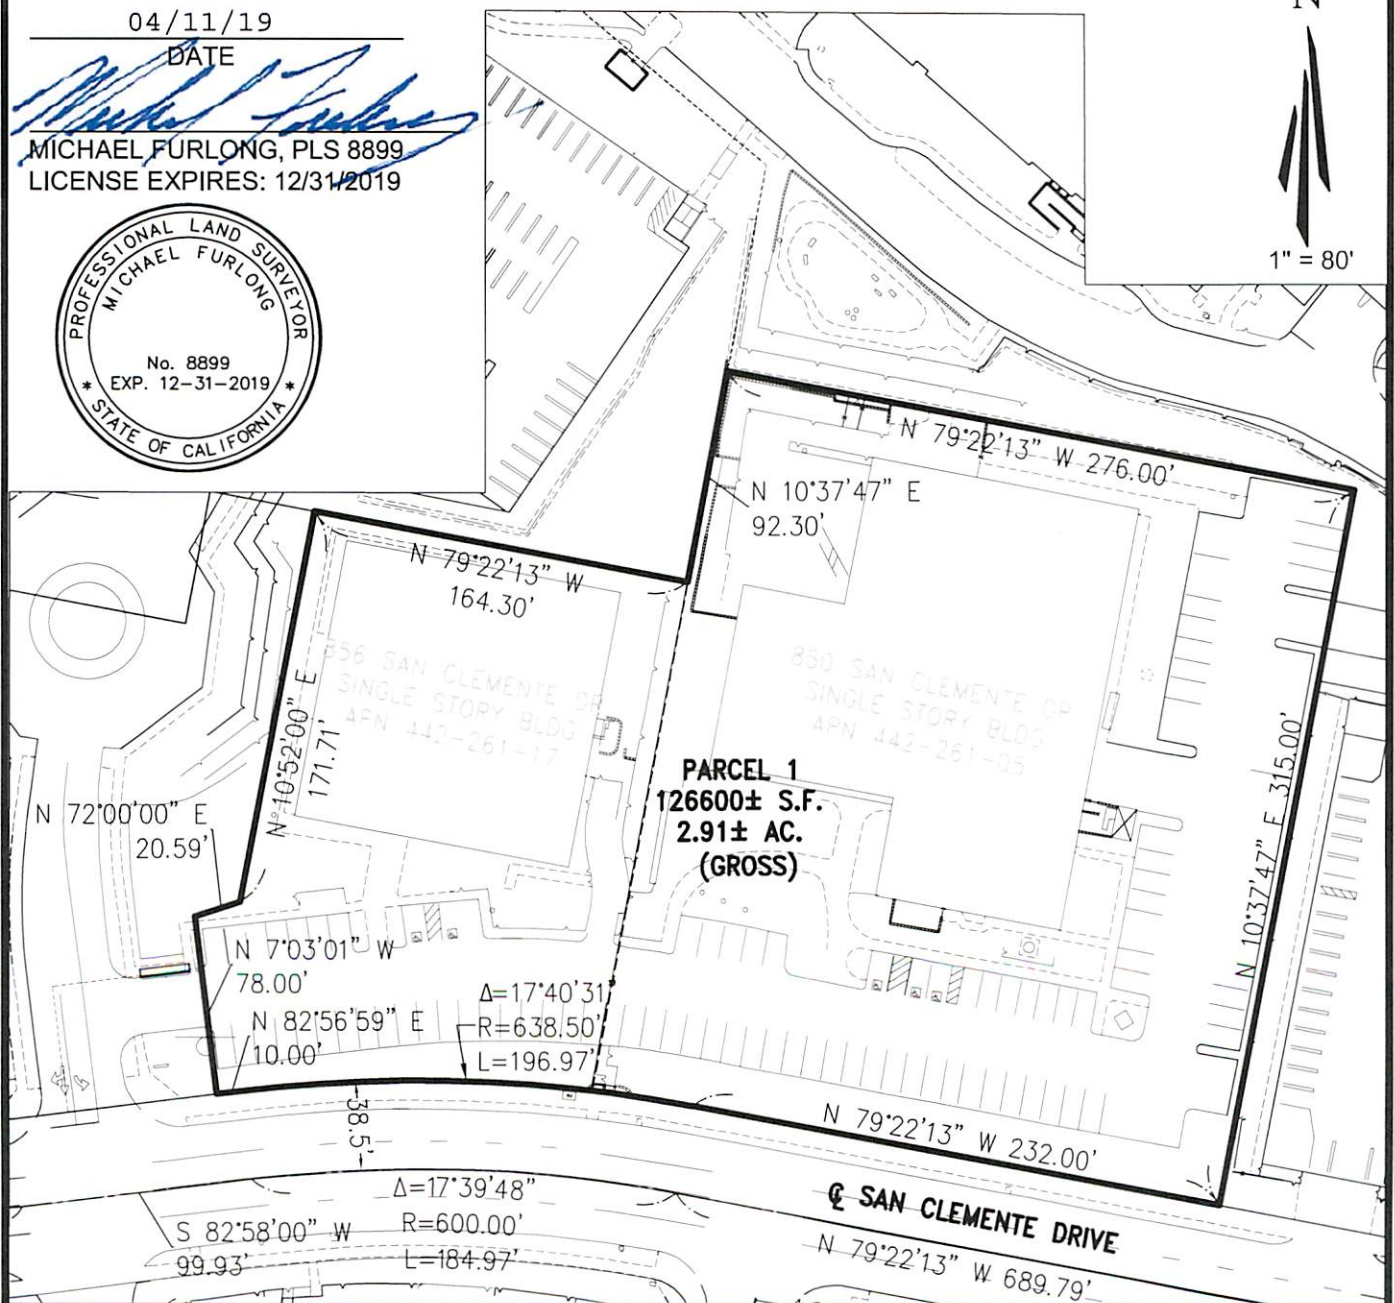 04/11/19
DATE
MICHAEL FURLONG, PLS 8899
LICENSE EXPIRES: 12/31/2019
PROFESSIONAL LAND SURVEYOR
MICHAEL FURLONG
No. 8899
EXP. 12-31-2019
* STATE OF CALIFORNIA *
N
1" = 80'
N 79°22'13" W 276.00'
N 10°37'47" E
92.30'
N 79°22'13" W
164.30'
856 SAN CLEMENTE DR
SINGLE STORY BLDG
APN 442-261-17
850 SAN CLEMENTE DR
SINGLE STORY BLDG
APN 442-261-05
N 10°52'00" E
171.71'
PARCEL 1
126600± S.F.
2.91± AC.
(GROSS)
N 10°37'47" E 315.00'
N 72°00'00" E
20.59'
N 7°03'01" W
78.00'
N 82°56'59" E
10.00'
Δ=17°40'31"
R=638.50'
L=196.97'
38.5'
N 79°22'13" W 232.00'
℄ SAN CLEMENTE DRIVE
Δ=17°39'48"
R=600.00'
L=184.97'
S 82°58'00" W
99.93'
N 79°22'13" W 689.79'